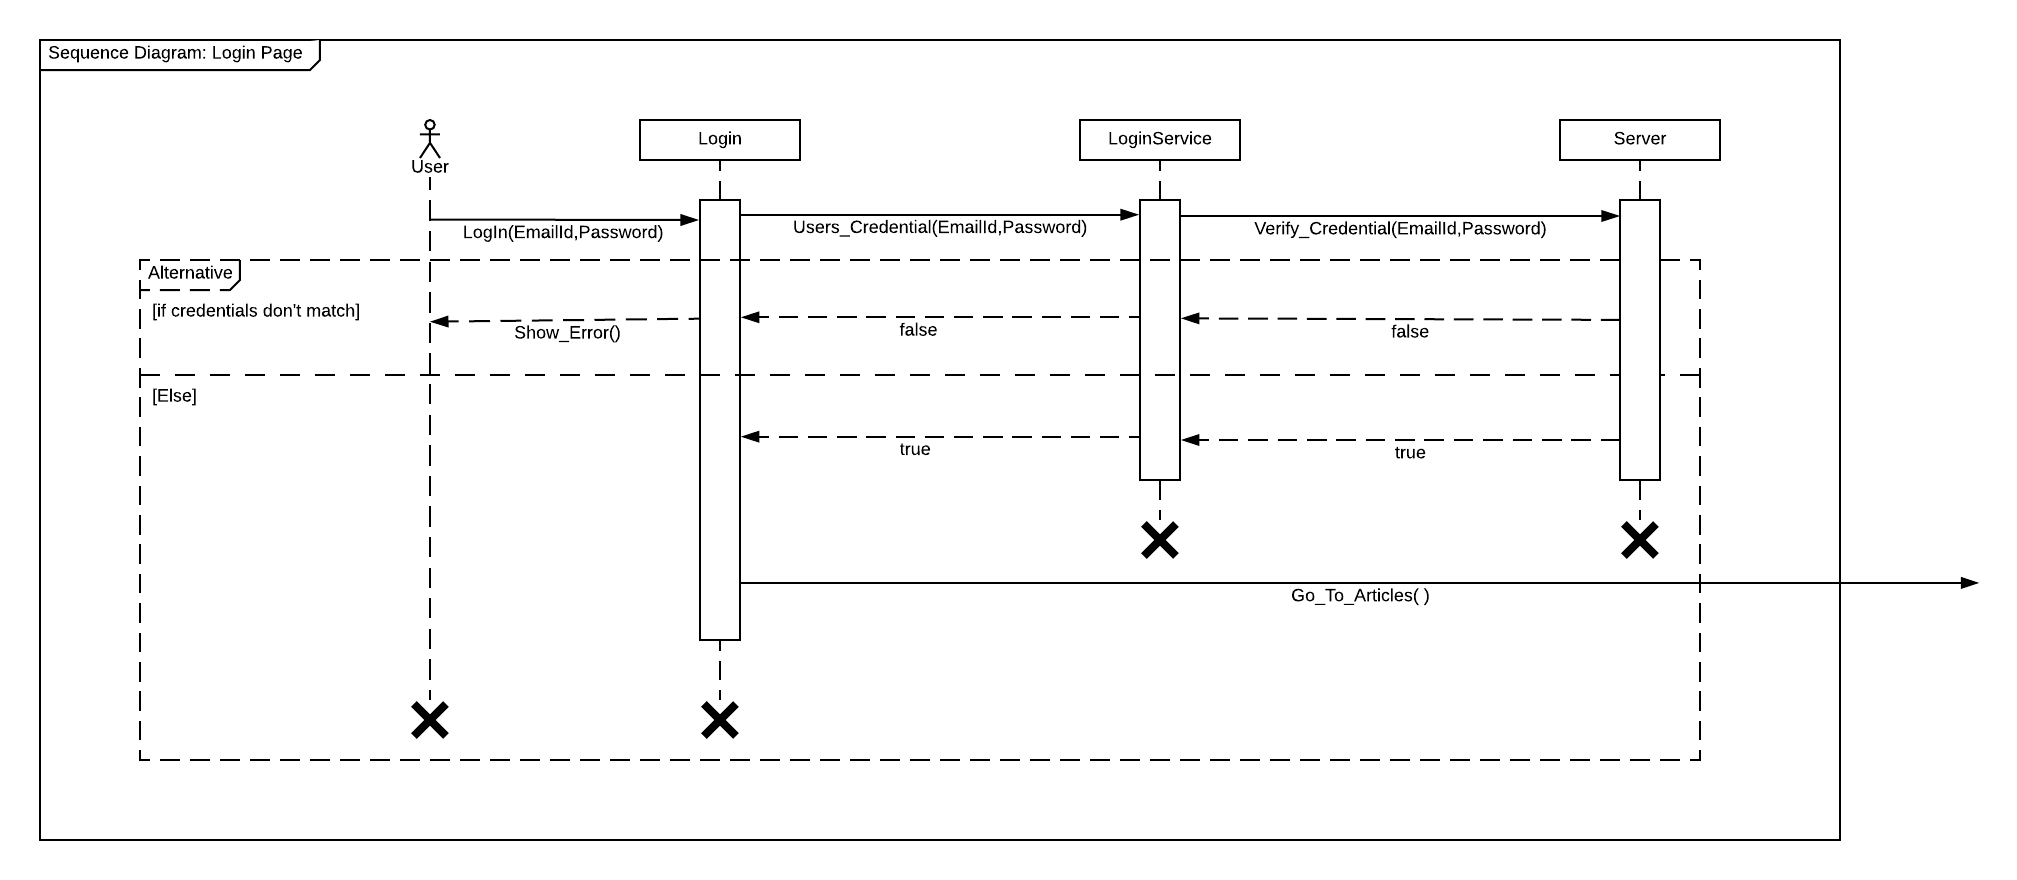 Sequence Diagram: Login Page
User
Login
LoginService
Server
LogIn(EmailId,Password)
Users_Credential(EmailId,Password)
Verify_Credential(EmailId,Password)
Alternative
[if credentials don't match]
Show_Error()
false
false
[Else]
true
true
Go_To_Articles( )